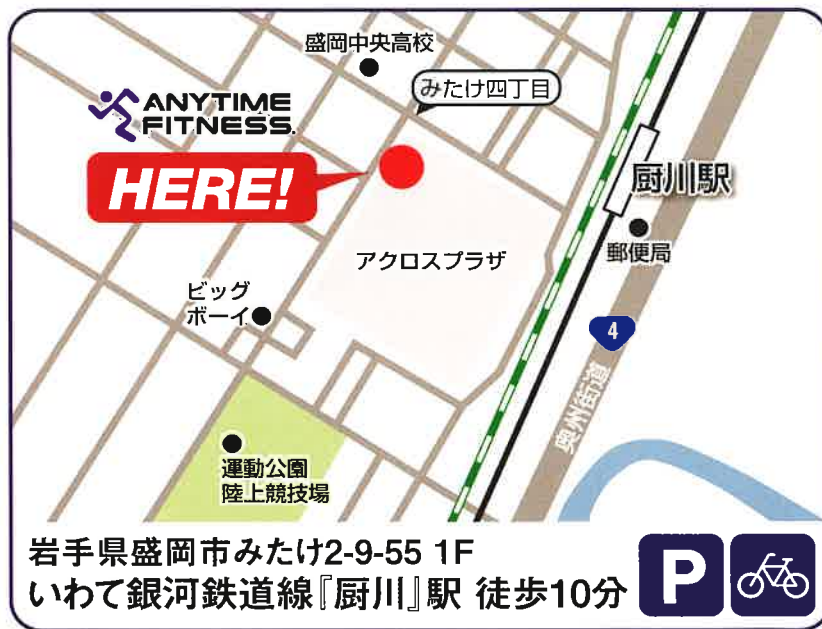 盛岡中央高校
みたけ四丁目
ANYTIME
FITNESS.
HERE!
厨川駅
郵便局
アクロスプラザ
ビッグ
ボーイ
4
奥州街道
運動公園
陸上競技場
岩手県盛岡市みたけ2-9-55 1F
いわて銀河鉄道線『厨川』駅 徒歩10分
P